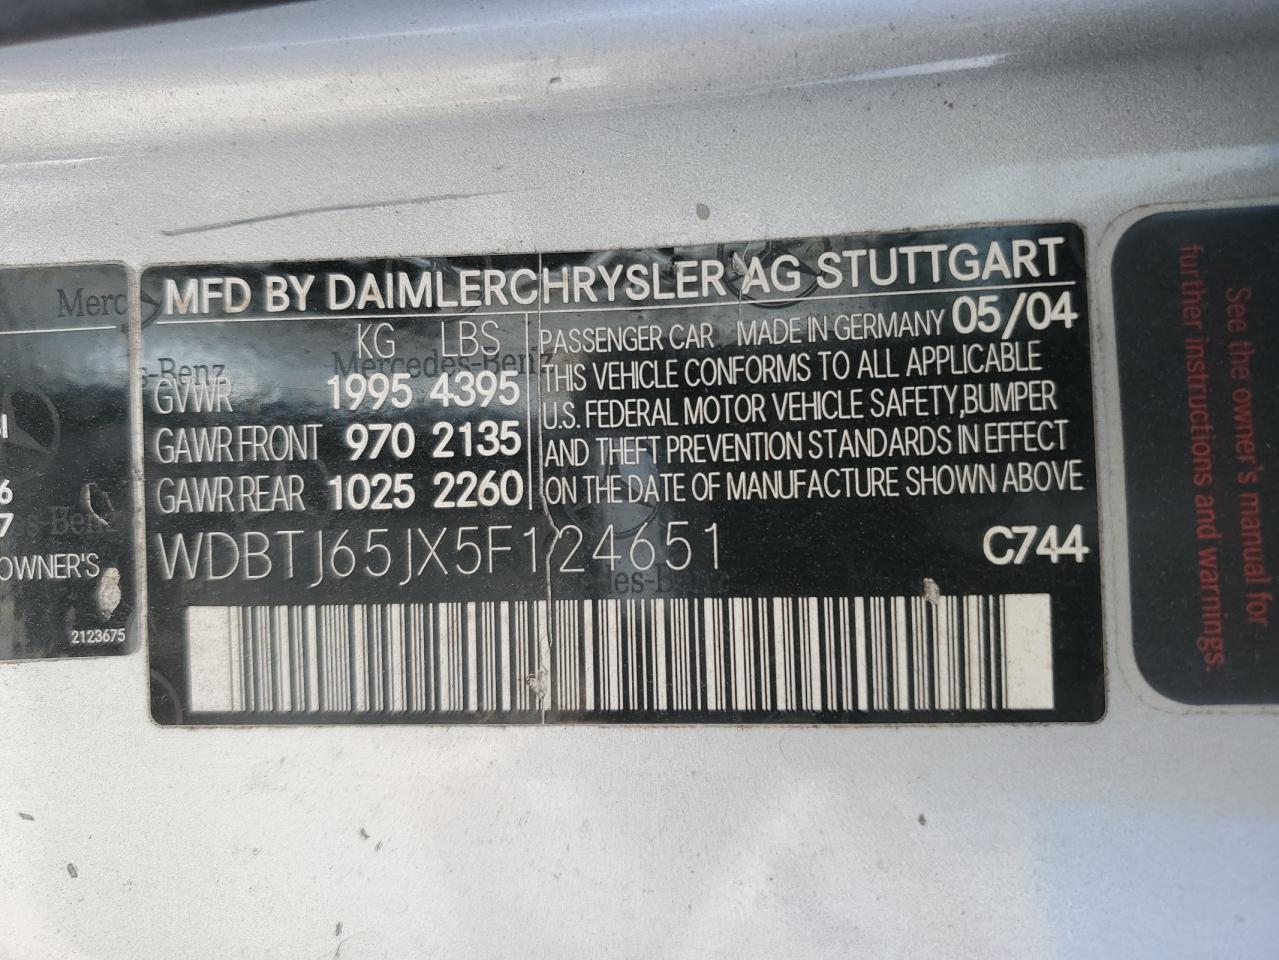 MFD BY DAIMLERCHRYSLER AG STUTTGART
KG LBS
GVWR 1995 4395
GAWR FRONT 970 2135
GAWR REAR 1025 2260
PASSENGER CAR MADE IN GERMANY 05/04
THIS VEHICLE CONFORMS TO ALL APPLICABLE
U.S. FEDERAL MOTOR VEHICLE SAFETY, BUMPER
AND THEFT PREVENTION STANDARDS IN EFFECT
ON THE DATE OF MANUFACTURE SHOWN ABOVE
WDBTJ65JX5F124651
C744
Mercedes-Benz
OWNER'S
2123675
See the owner's manual for
further instructions and warnings.